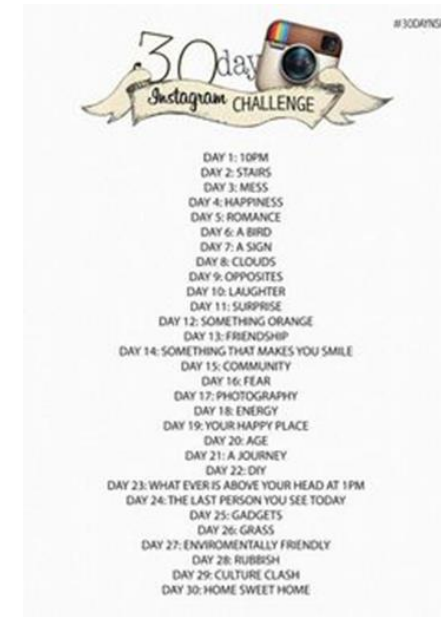 #30DAYNS
30 day
Instagram CHALLENGE
DAY 1: 10PM
DAY 2: STAIRS
DAY 3: MESS
DAY 4: HAPPINESS
DAY 5: ROMANCE
DAY 6: A BIRD
DAY 7: A SIGN
DAY 8: CLOUDS
DAY 9: OPPOSITES
DAY 10: LAUGHTER
DAY 11: SURPRISE
DAY 12: SOMETHING ORANGE
DAY 13: FRIENDSHIP
DAY 14: SOMETHING THAT MAKES YOU SMILE
DAY 15: COMMUNITY
DAY 16: FEAR
DAY 17: PHOTOGRAPHY
DAY 18: ENERGY
DAY 19: YOUR HAPPY PLACE
DAY 20: AGE
DAY 21: A JOURNEY
DAY 22: DIY
DAY 23: WHAT EVER IS ABOVE YOUR HEAD AT 1PM
DAY 24: THE LAST PERSON YOU SEE TODAY
DAY 25: GADGETS
DAY 26: GRASS
DAY 27: ENVIROMENTALLY FRIENDLY
DAY 28: RUBBISH
DAY 29: CULTURE CLASH
DAY 30: HOME SWEET HOME